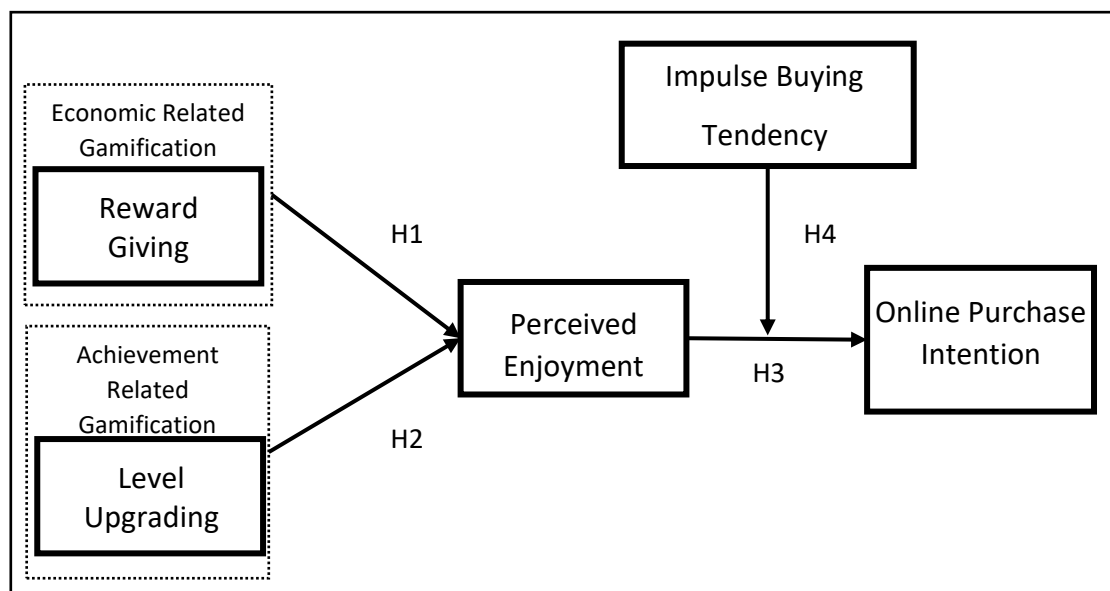 Economic Related
Gamification
Reward
Giving
Achievement
Related
Gamification
Level
Upgrading
H1
H2
Perceived
Enjoyment
Impulse Buying
Tendency
H4
H3
Online Purchase
Intention